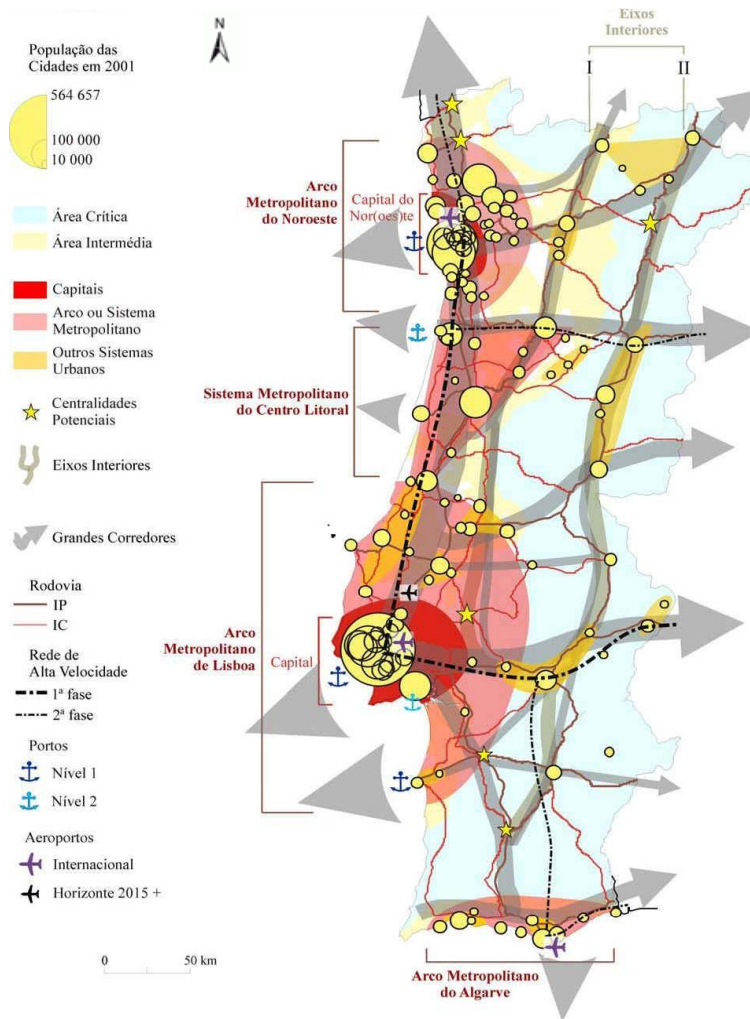 N
População das
Cidades em 2001
564 657
100 000
10 000
Área Crítica
Área Intermédia
Capitais
Arco ou Sistema
Metropolitano
Outros Sistemas
Urbanos
Centralidades
Potenciais
Eixos Interiores
Grandes Corredores
Rodovia
IP
IC
Rede de
Alta Velocidade
1ª fase
2ª fase
Portos
Nível 1
Nível 2
Aeroportos
Internacional
Horizonte 2015 +
0
50 km
Eixos
Interiores
I
II
Arco
Metropolitano
do Noroeste
Capital do
Nor(oes)te
Sistema Metropolitano
do Centro Litoral
Arco
Metropolitano
de Lisboa
Capital
Arco Metropolitano
do Algarve